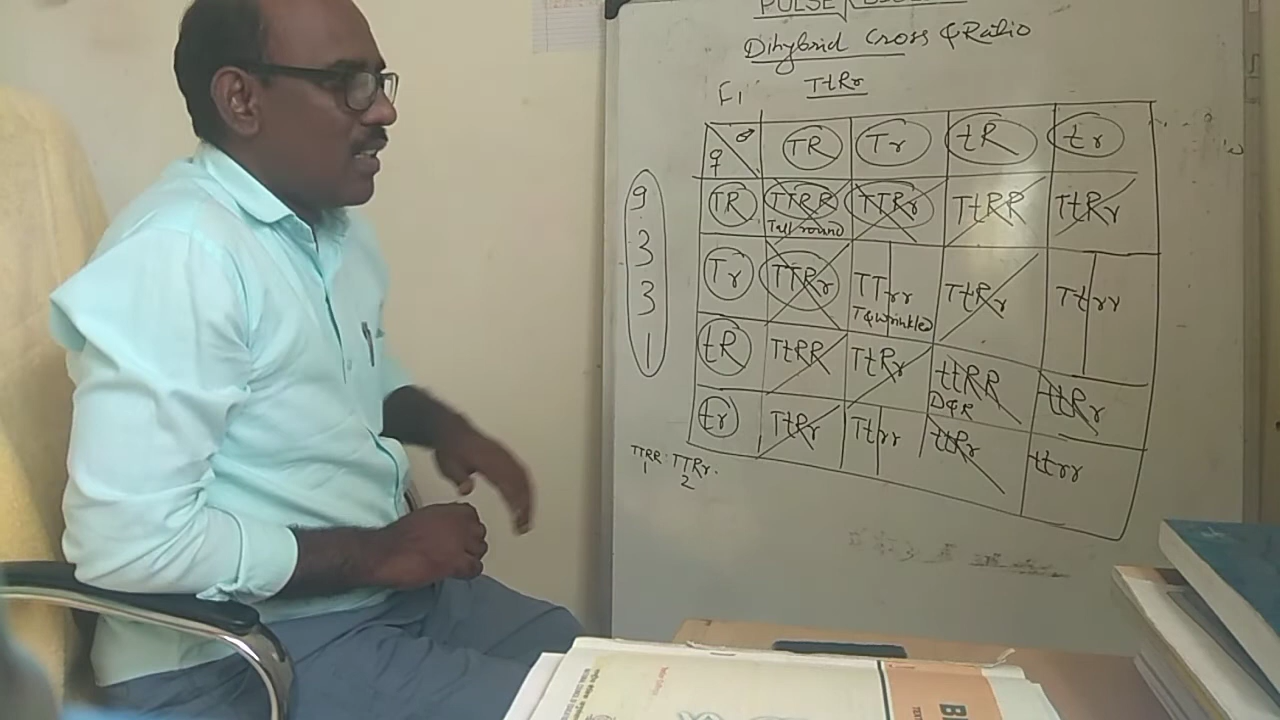 PULSE
Dihybrid Cross & Ratio
F1 TtRr
♀ ♂ TR Tr tR tr
TR TTRR TTRr TtRR TtRr
Tall round
Tr TTRr TTrr TtRr Ttrr
T & wrinkled
tR TtRR TtRr ttRR ttRr
D & R
tr TtRr Ttrr ttRr ttrr
9
3
3
1
TTRR : TTRr.
1 2
BI